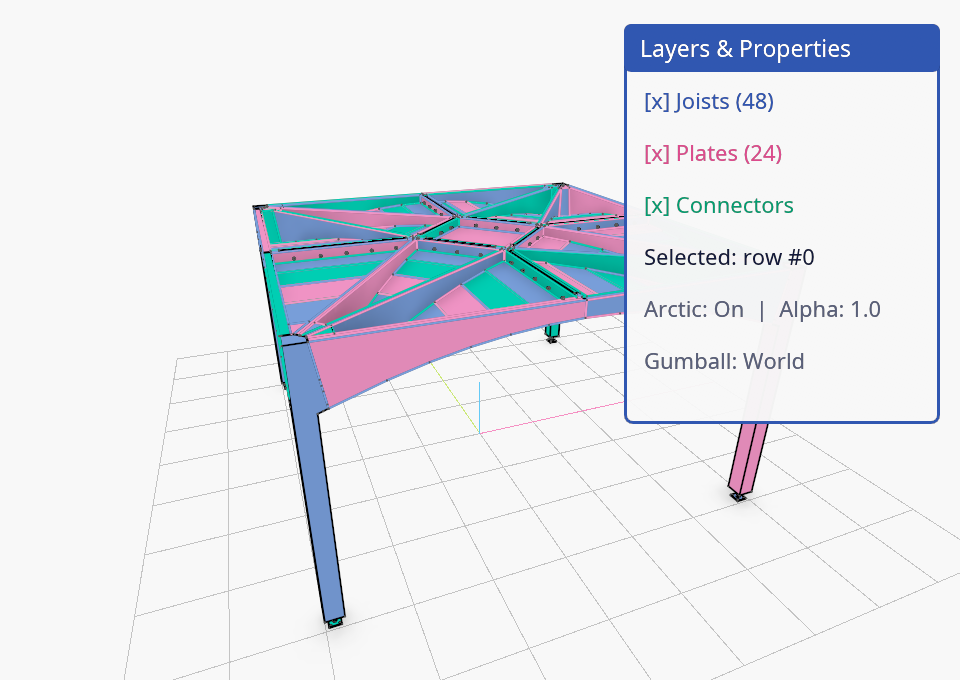 Layers & Properties
[x] Joists (48)
[x] Plates (24)
[x] Connectors
Selected: row #0
Arctic: On | Alpha: 1.0
Gumball: World